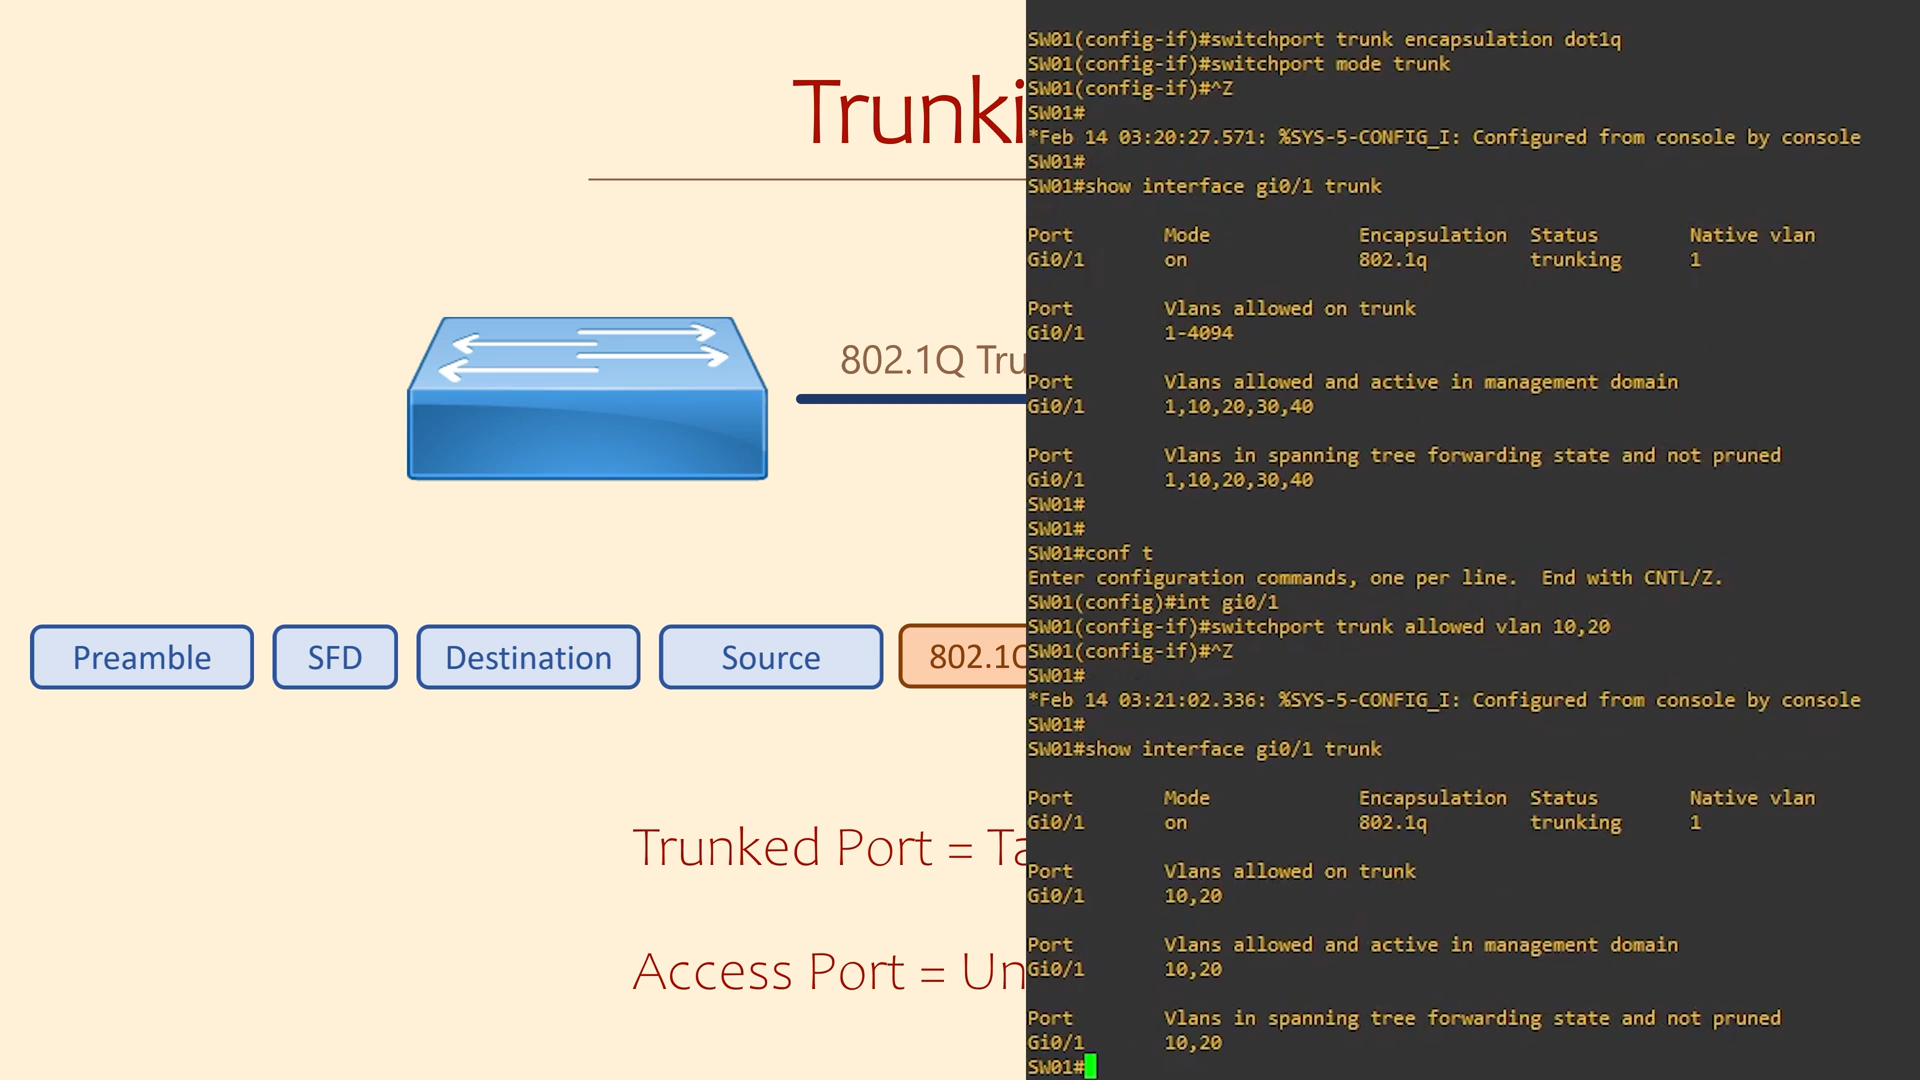 Trunki
802.1Q Tru
Preamble
SFD
Destination
Source
802.1Q
Trunked Port = Ta
Access Port = Un
SW01(config-if)#switchport trunk encapsulation dot1q
SW01(config-if)#switchport mode trunk
SW01(config-if)#^Z
SW01#
*Feb 14 03:20:27.571: %SYS-5-CONFIG_I: Configured from console by console
SW01#
SW01#show interface gi0/1 trunk
Port Mode Encapsulation Status Native vlan
Gi0/1 on 802.1q trunking 1
Port Vlans allowed on trunk
Gi0/1 1-4094
Port Vlans allowed and active in management domain
Gi0/1 1,10,20,30,40
Port Vlans in spanning tree forwarding state and not pruned
Gi0/1 1,10,20,30,40
SW01#
SW01#
SW01#conf t
Enter configuration commands, one per line. End with CNTL/Z.
SW01(config)#int gi0/1
SW01(config-if)#switchport trunk allowed vlan 10,20
SW01(config-if)#^Z
SW01#
*Feb 14 03:21:02.336: %SYS-5-CONFIG_I: Configured from console by console
SW01#
SW01#show interface gi0/1 trunk
Port Mode Encapsulation Status Native vlan
Gi0/1 on 802.1q trunking 1
Port Vlans allowed on trunk
Gi0/1 10,20
Port Vlans allowed and active in management domain
Gi0/1 10,20
Port Vlans in spanning tree forwarding state and not pruned
Gi0/1 10,20
SW01#